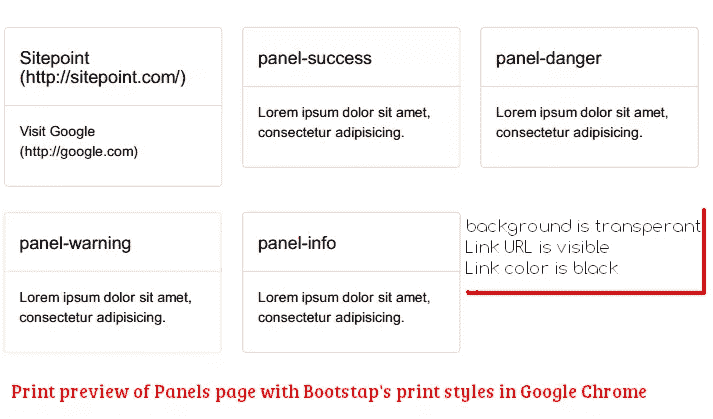 Sitepoint
(http://sitepoint.com/)
Visit Google
(http://google.com)
panel-success
Lorem ipsum dolor sit amet,
consectetur adipisicing.
panel-danger
Lorem ipsum dolor sit amet,
consectetur adipisicing.
panel-warning
Lorem ipsum dolor sit amet,
consectetur adipisicing.
panel-info
Lorem ipsum dolor sit amet,
consectetur adipisicing.
background is transperant
Link URL is visible
Link color is black
Print preview of Panels page with Bootstap's print styles in Google Chrome